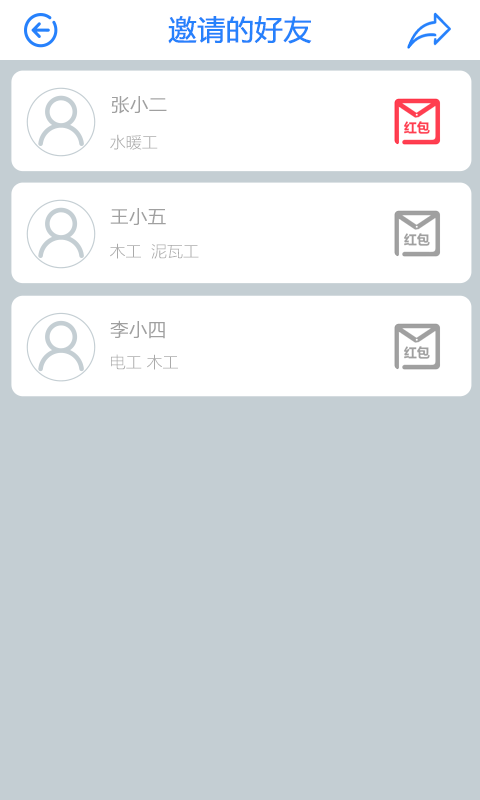 邀请的好友
张小二
红包
水暖工
王小五
红包
木工 泥瓦工
李小四
红包
电工 木工